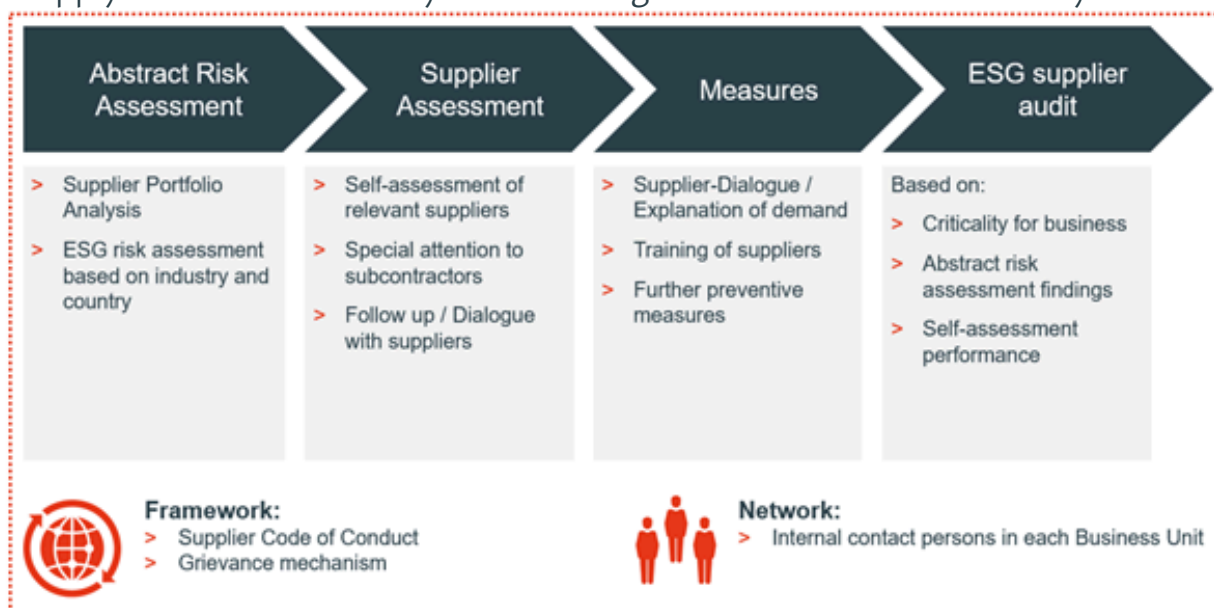 Abstract Risk
Assessment
Supplier
Assessment
Measures
ESG supplier
audit
> Supplier Portfolio
Analysis
> ESG risk assessment
based on industry and
country
> Self-assessment of
relevant suppliers
> Special attention to
subcontractors
> Follow up / Dialogue
with suppliers
> Supplier-Dialogue /
Explanation of demand
> Training of suppliers
> Further preventive
measures
Based on:
> Criticality for business
> Abstract risk
assessment findings
> Self-assessment
performance
Framework:
> Supplier Code of Conduct
> Grievance mechanism
Network:
> Internal contact persons in each Business Unit